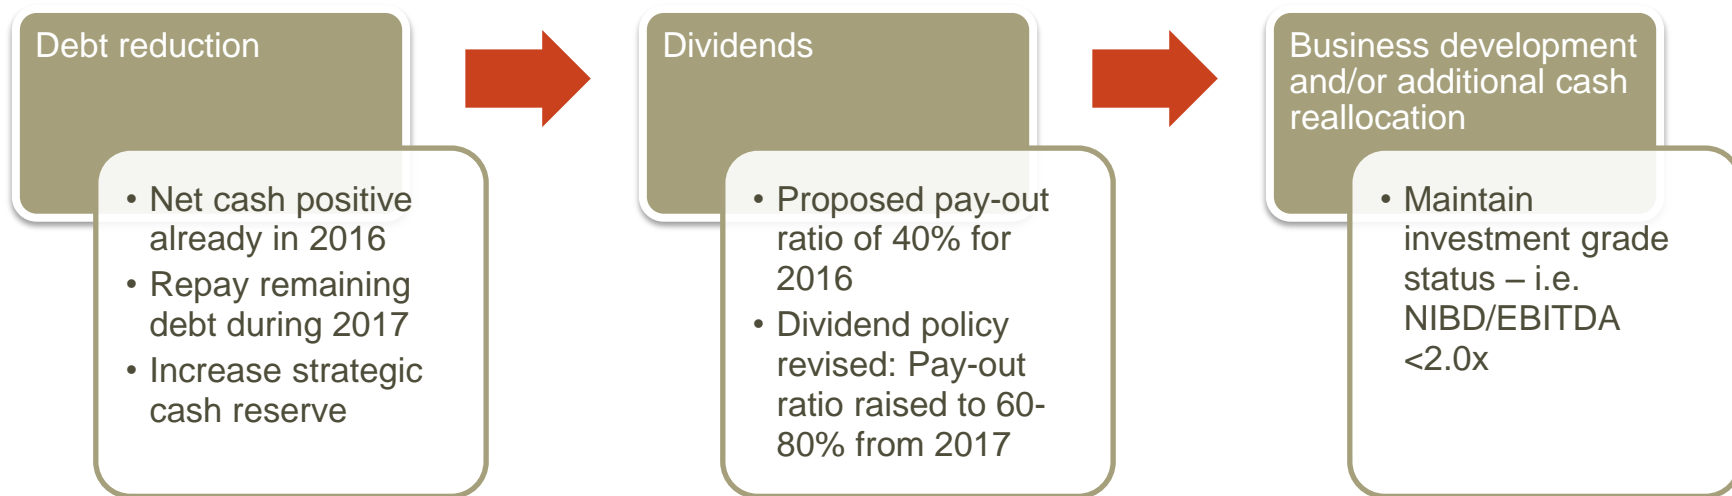 Debt reduction
• Net cash positive
already in 2016
• Repay remaining
debt during 2017
• Increase strategic
cash reserve
Dividends
• Proposed pay-out
ratio of 40% for
2016
• Dividend policy
revised: Pay-out
ratio raised to 60-
80% from 2017
Business development
and/or additional cash
reallocation
• Maintain
investment grade
status – i.e.
NIBD/EBITDA
<2.0x